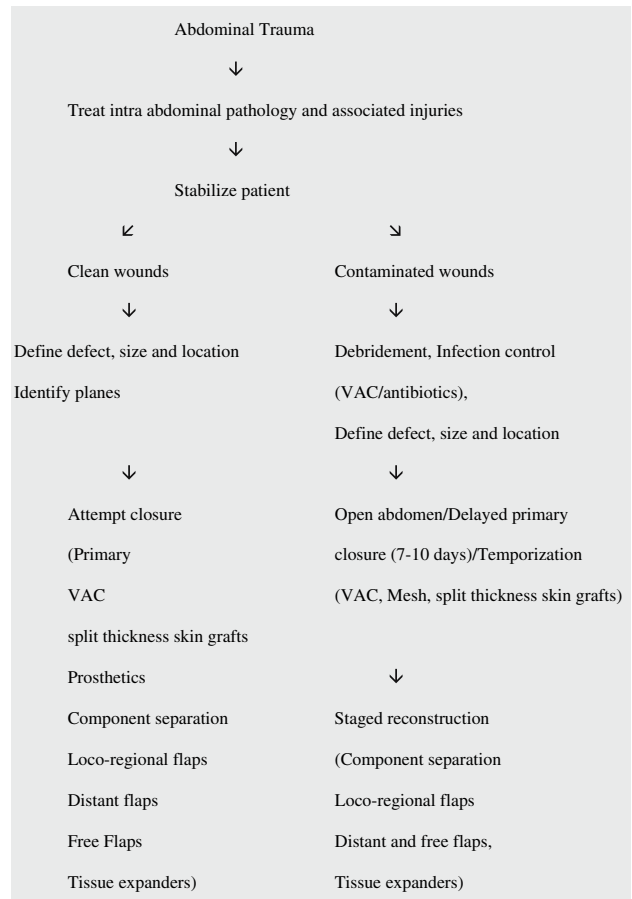 Abdominal Trauma
↓
Treat intra abdominal pathology and associated injuries
↓
Stabilize patient
↙ ↘
Clean wounds
↓
Define defect, size and location
Identify planes
↓
Attempt closure
(Primary
VAC
split thickness skin grafts
Prosthetics
Component separation
Loco-regional flaps
Distant flaps
Free Flaps
Tissue expanders)
Contaminated wounds
↓
Debridement, Infection control
(VAC/antibiotics),
Define defect, size and location
↓
Open abdomen/Delayed primary
closure (7-10 days)/Temporization
(VAC, Mesh, split thickness skin grafts)
↓
Staged reconstruction
(Component separation
Loco-regional flaps
Distant and free flaps,
Tissue expanders)